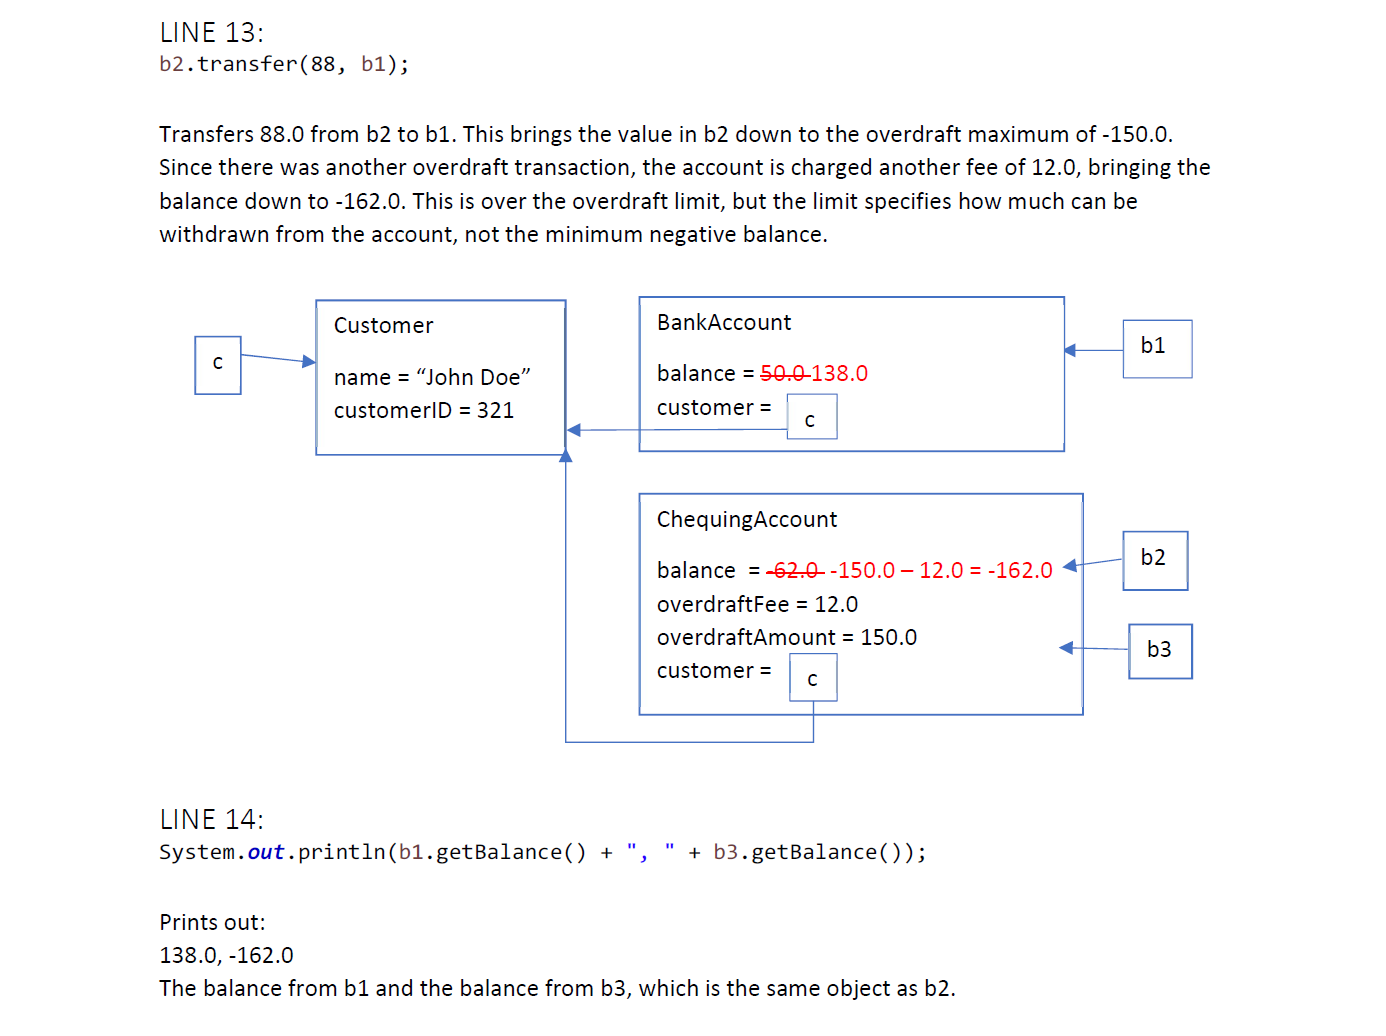 LINE 13:
b2.transfer(88, b1);
Transfers 88.0 from b2 to b1. This brings the value in b2 down to the overdraft maximum of -150.0.
Since there was another overdraft transaction, the account is charged another fee of 12.0, bringing the
balance down to -162.0. This is over the overdraft limit, but the limit specifies how much can be
withdrawn from the account, not the minimum negative balance.
c
Customer
name = “John Doe”
customerID = 321
BankAccount
balance = 50.0 138.0
customer = c
b1
ChequingAccount
balance = -62.0 -150.0 – 12.0 = -162.0
overdraftFee = 12.0
overdraftAmount = 150.0
customer = c
b2
b3
LINE 14:
System.out.println(b1.getBalance() + ", " + b3.getBalance());
Prints out:
138.0, -162.0
The balance from b1 and the balance from b3, which is the same object as b2.